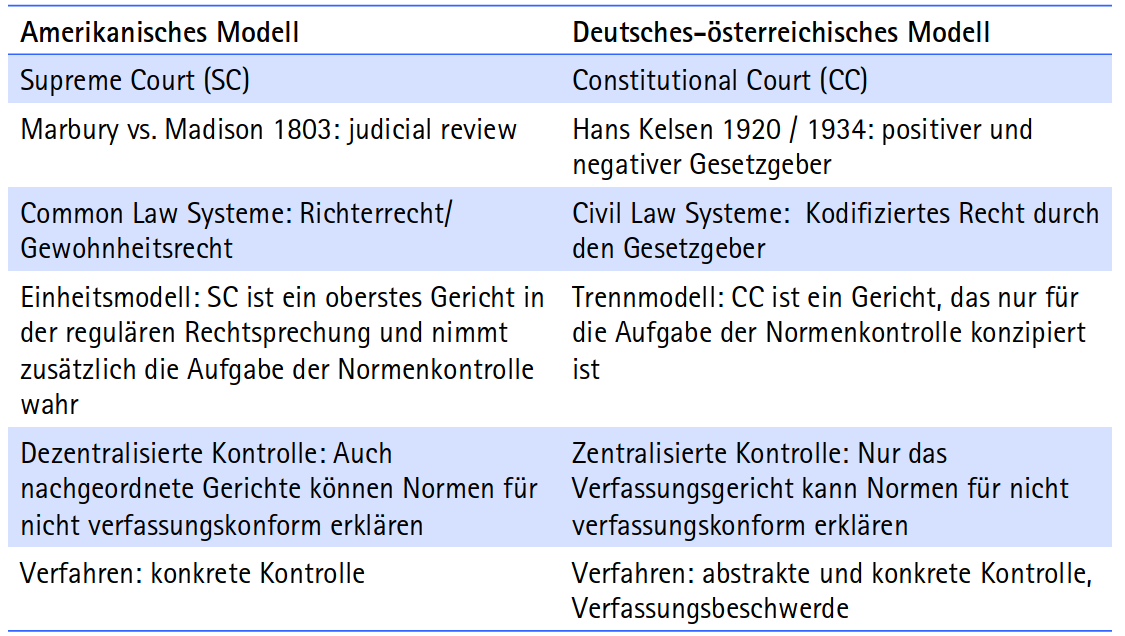 Amerikanisches Modell
Deutsches-österreichisches Modell
Supreme Court (SC)
Constitutional Court (CC)
Marbury vs. Madison 1803: judicial review
Hans Kelsen 1920 / 1934: positiver und
negativer Gesetzgeber
Common Law Systeme: Richterrecht/
Gewohnheitsrecht
Civil Law Systeme: Kodifiziertes Recht durch
den Gesetzgeber
Einheitsmodell: SC ist ein oberstes Gericht in
der regulären Rechtsprechung und nimmt
zusätzlich die Aufgabe der Normenkontrolle
wahr
Trennmodell: CC ist ein Gericht, das nur für
die Aufgabe der Normenkontrolle konzipiert
ist
Dezentralisierte Kontrolle: Auch
nachgeordnete Gerichte können Normen für
nicht verfassungskonform erklären
Zentralisierte Kontrolle: Nur das
Verfassungsgericht kann Normen für nicht
verfassungskonform erklären
Verfahren: konkrete Kontrolle
Verfahren: abstrakte und konkrete Kontrolle,
Verfassungsbeschwerde